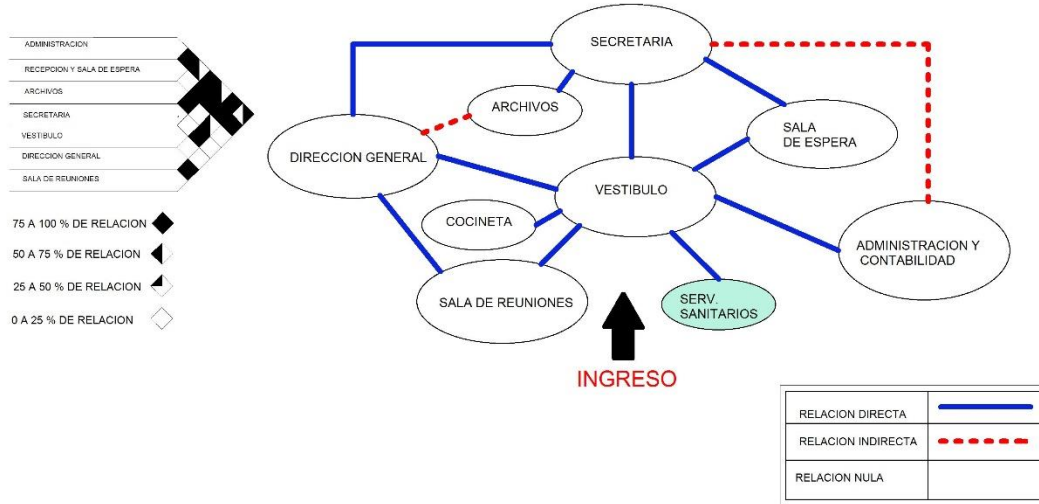 ADMINISTRACION
RECEPCION Y SALA DE ESPERA
ARCHIVOS
SECRETARIA
VESTIBULO
DIRECCION GENERAL
SALA DE REUNIONES
75 A 100 % DE RELACION
50 A 75 % DE RELACION
25 A 50 % DE RELACION
0 A 25 % DE RELACION
SECRETARIA
ARCHIVOS
SALA
DE ESPERA
DIRECCION GENERAL
VESTIBULO
COCINETA
ADMINISTRACION Y
CONTABILIDAD
SALA DE REUNIONES
SERV.
SANITARIOS
INGRESO
RELACION DIRECTA
RELACION INDIRECTA
RELACION NULA